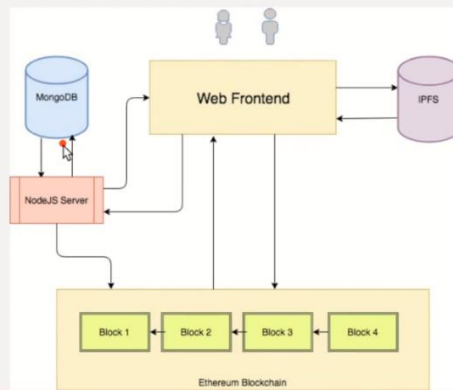 MongoDB
Web Frontend
IPFS
NodeJS Server
Block 1
Block 2
Block 3
Block 4
Ethereum Blockchain